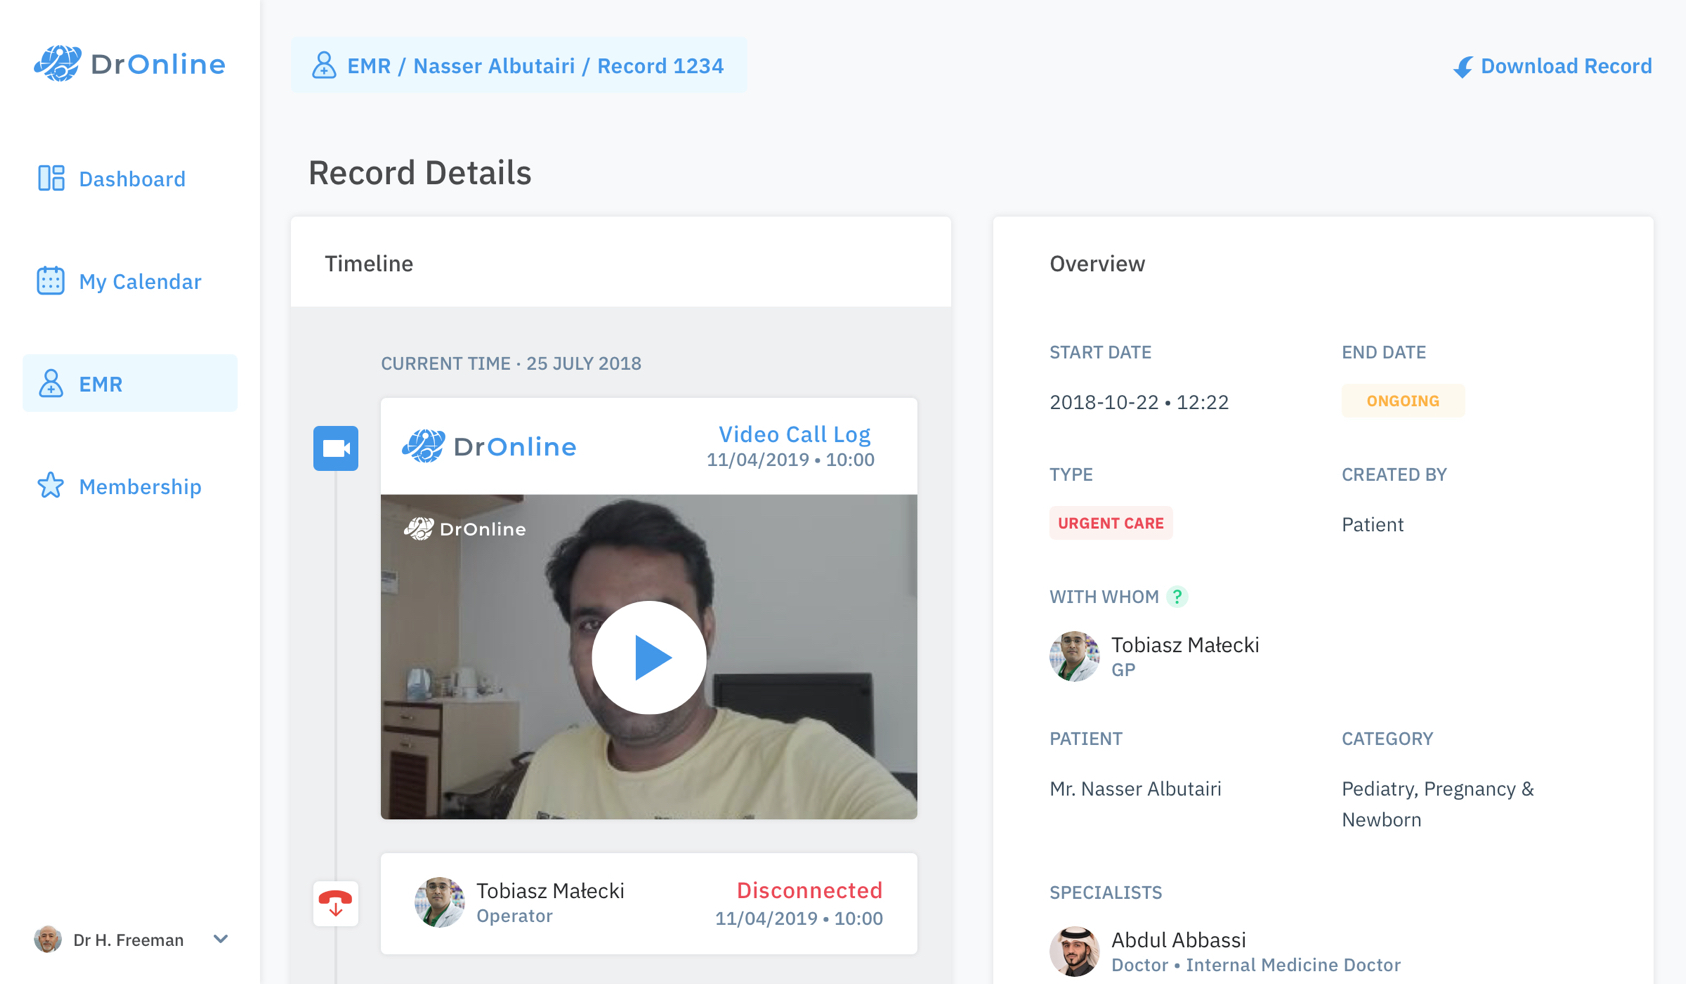 DrOnline
EMR / Nasser Albutairi / Record 1234
Download Record
Dashboard
My Calendar
EMR
Membership
Dr H. Freeman
Record Details
Timeline
CURRENT TIME · 25 JULY 2018
DrOnline
Video Call Log
11/04/2019 • 10:00
DrOnline
Tobiasz Małecki
Operator
Disconnected
11/04/2019 • 10:00
Overview
START DATE
2018-10-22 • 12:22
END DATE
ONGOING
TYPE
URGENT CARE
CREATED BY
Patient
WITH WHOM ?
Tobiasz Małecki
GP
PATIENT
Mr. Nasser Albutairi
CATEGORY
Pediatry, Pregnancy &
Newborn
SPECIALISTS
Abdul Abbassi
Doctor • Internal Medicine Doctor